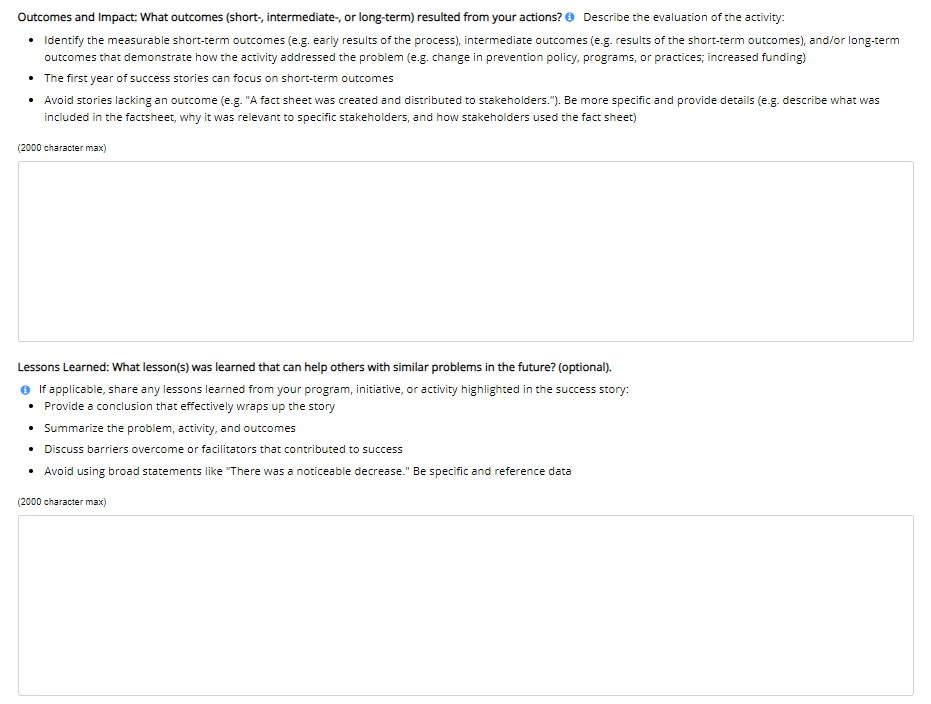 Outcomes and Impact: What outcomes (short-, intermediate-, or long-term) resulted from your actions? Describe the evaluation of the activity:
• Identify the measurable short-term outcomes (e.g. early results of the process), intermediate outcomes (e.g. results of the short-term outcomes), and/or long-term
outcomes that demonstrate how the activity addressed the problem (e.g. change in prevention policy, programs, or practices; increased funding)
• The first year of success stories can focus on short-term outcomes
• Avoid stories lacking an outcome (e.g. "A fact sheet was created and distributed to stakeholders."). Be more specific and provide details (e.g. describe what was
included in the factsheet, why it was relevant to specific stakeholders, and how stakeholders used the fact sheet)
(2000 character max)
Lessons Learned: What lesson(s) was learned that can help others with similar problems in the future? (optional).
If applicable, share any lessons learned from your program, initiative, or activity highlighted in the success story:
• Provide a conclusion that effectively wraps up the story
• Summarize the problem, activity, and outcomes
• Discuss barriers overcome or facilitators that contributed to success
• Avoid using broad statements like "There was a noticeable decrease." Be specific and reference data
(2000 character max)